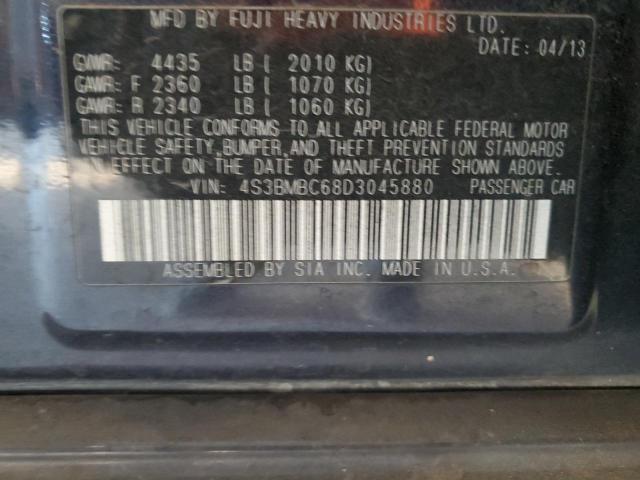 MFD BY FUJI HEAVY INDUSTRIES LTD.
DATE: 04/13
GVWR: 4435 LB ( 2010 KG)
GAWR: F 2360 LB ( 1070 KG)
GAWR: R 2340 LB ( 1060 KG)
THIS VEHICLE CONFORMS TO ALL APPLICABLE FEDERAL MOTOR
VEHICLE SAFETY, BUMPER, AND THEFT PREVENTION STANDARDS
IN EFFECT ON THE DATE OF MANUFACTURE SHOWN ABOVE.
VIN: 4S3BMBC68D3045880 PASSENGER CAR
ASSEMBLED BY SIA INC. MADE IN U.S.A.